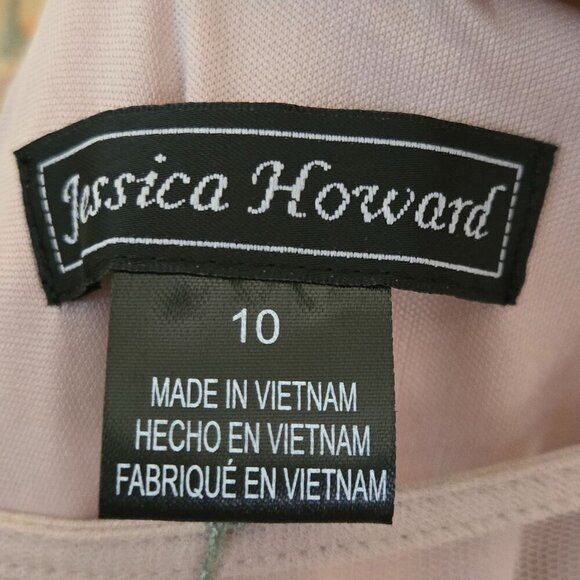 Jessica Howard
10
MADE IN VIETNAM
HECHO EN VIETNAM
FABRIQUÉ EN VIETNAM